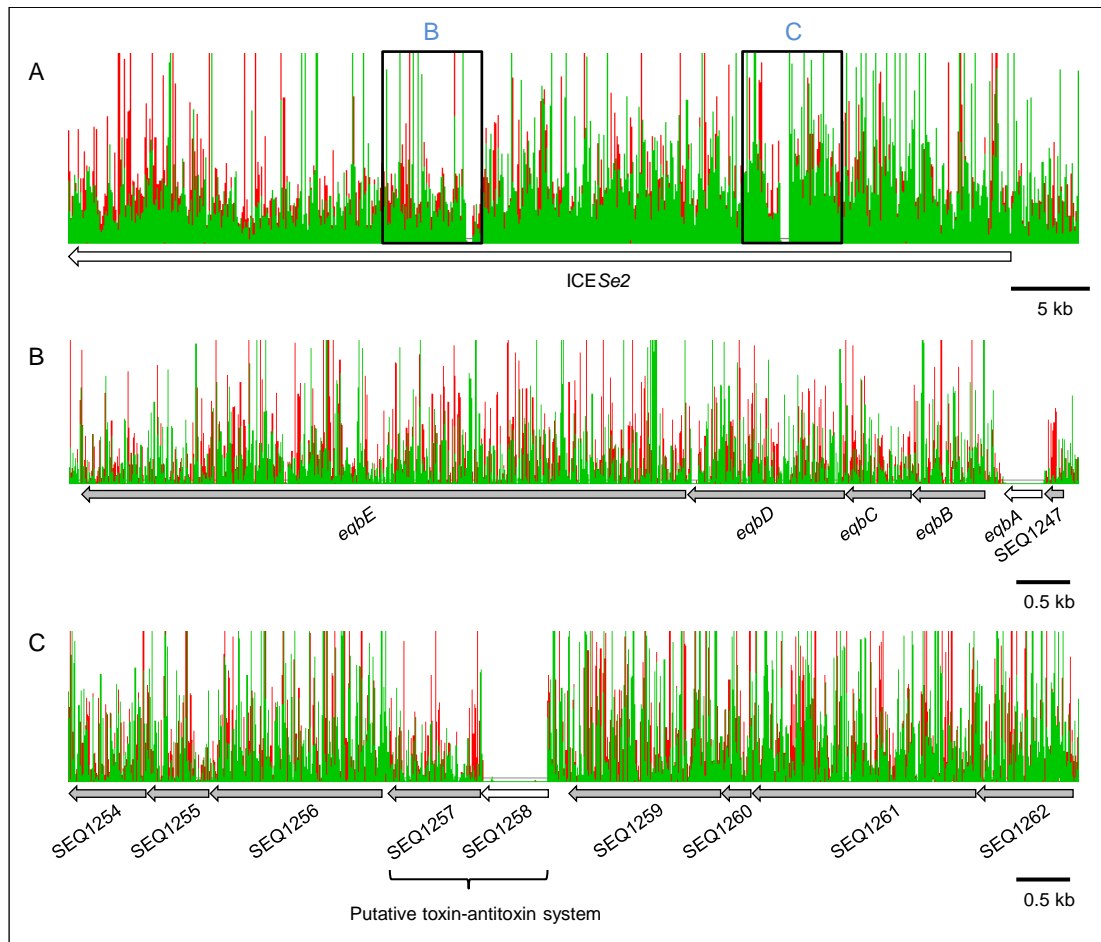 B C
A
ICESe2
5 kb
B
eqbE eqbD eqbC eqbB eqbA SEQ1247
0.5 kb
C
SEQ1254 SEQ1255 SEQ1256 SEQ1257 SEQ1258 SEQ1259 SEQ1260 SEQ1261 SEQ1262
0.5 kb
Putative toxin-antitoxin system